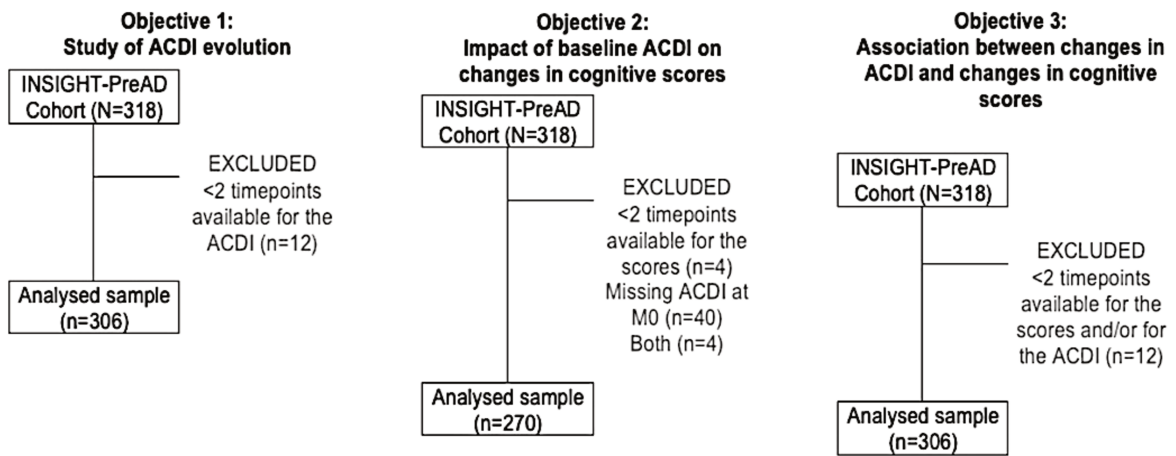 Objective 1:
Study of ACDI evolution
INSIGHT-PreAD
Cohort (N=318)
EXCLUDED
<2 timepoints
available for the
ACDI (n=12)
Analysed sample
(n=306)
Objective 2:
Impact of baseline ACDI on
changes in cognitive scores
INSIGHT-PreAD
Cohort (N=318)
EXCLUDED
<2 timepoints
available for the
scores (n=4)
Missing ACDI at
M0 (n=40)
Both (n=4)
Analysed sample
(n=270)
Objective 3:
Association between changes in
ACDI and changes in cognitive
scores
INSIGHT-PreAD
Cohort (N=318)
EXCLUDED
<2 timepoints
available for the
scores and/or for
the ACDI (n=12)
Analysed sample
(n=306)